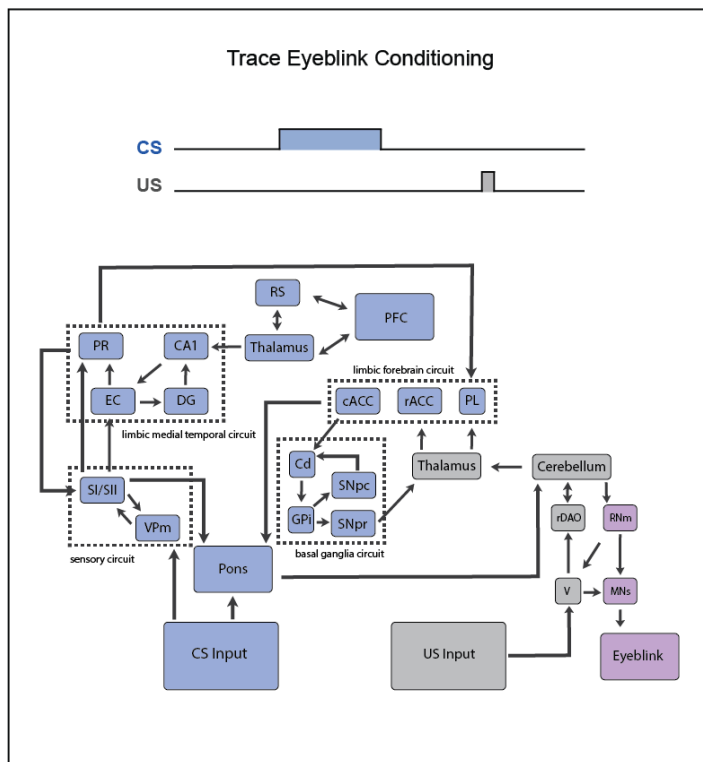 Trace Eyeblink Conditioning
CS
US
RS
PFC
PR
CA1
Thalamus
limbic forebrain circuit
EC
DG
cACC
rACC
PL
limbic medial temporal circuit
Cd
Thalamus
Cerebellum
SI/SII
SNpc
VPm
GPi
SNpr
rDAO
RNm
sensory circuit
basal ganglia circuit
Pons
V
MNs
CS Input
US Input
Eyeblink